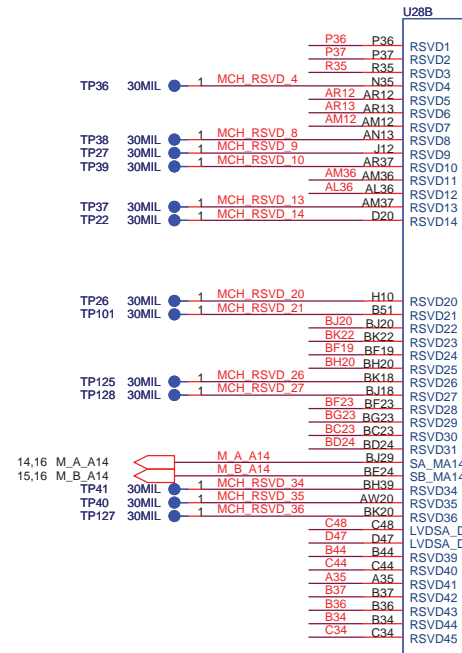 U28B
P36 P36 RSVD1
P37 P37 RSVD2
R35 R35 RSVD3
TP36 30MIL 1 MCH_RSVD_4 N35 RSVD4
AR12 AR12 RSVD5
AR13 AR13 RSVD6
AM12 AM12 RSVD7
TP38 30MIL 1 MCH_RSVD_8 AN13 RSVD8
TP27 30MIL 1 MCH_RSVD_9 J12 RSVD9
TP39 30MIL 1 MCH_RSVD_10 AR37 RSVD10
AM36 AM36 RSVD11
AL36 AL36 RSVD12
TP37 30MIL 1 MCH_RSVD_13 AM37 RSVD13
TP22 30MIL 1 MCH_RSVD_14 D20 RSVD14
TP26 30MIL 1 MCH_RSVD_20 H10 RSVD20
TP101 30MIL 1 MCH_RSVD_21 B51 RSVD21
BJ20 BJ20 RSVD22
BK22 BK22 RSVD23
BF19 BF19 RSVD24
BH20 BH20 RSVD25
TP125 30MIL 1 MCH_RSVD_26 BK18 RSVD26
TP128 30MIL 1 MCH_RSVD_27 BJ18 RSVD27
BF23 BF23 RSVD28
BG23 BG23 RSVD29
BC23 BC23 RSVD30
BD24 BD24 RSVD31
14,16 M_A_A14 M_A_A14 BJ29 SA_MA14
15,16 M_B_A14 M_B_A14 BE24 SB_MA14
TP41 30MIL 1 MCH_RSVD_34 BH39 RSVD34
TP40 30MIL 1 MCH_RSVD_35 AW20 RSVD35
TP127 30MIL 1 MCH_RSVD_36 BK20 RSVD36
C48 C48 LVDSA_D
D47 D47 LVDSA_D
B44 B44 RSVD39
C44 C44 RSVD40
A35 A35 RSVD41
B37 B37 RSVD42
B36 B36 RSVD43
B34 B34 RSVD44
C34 C34 RSVD45